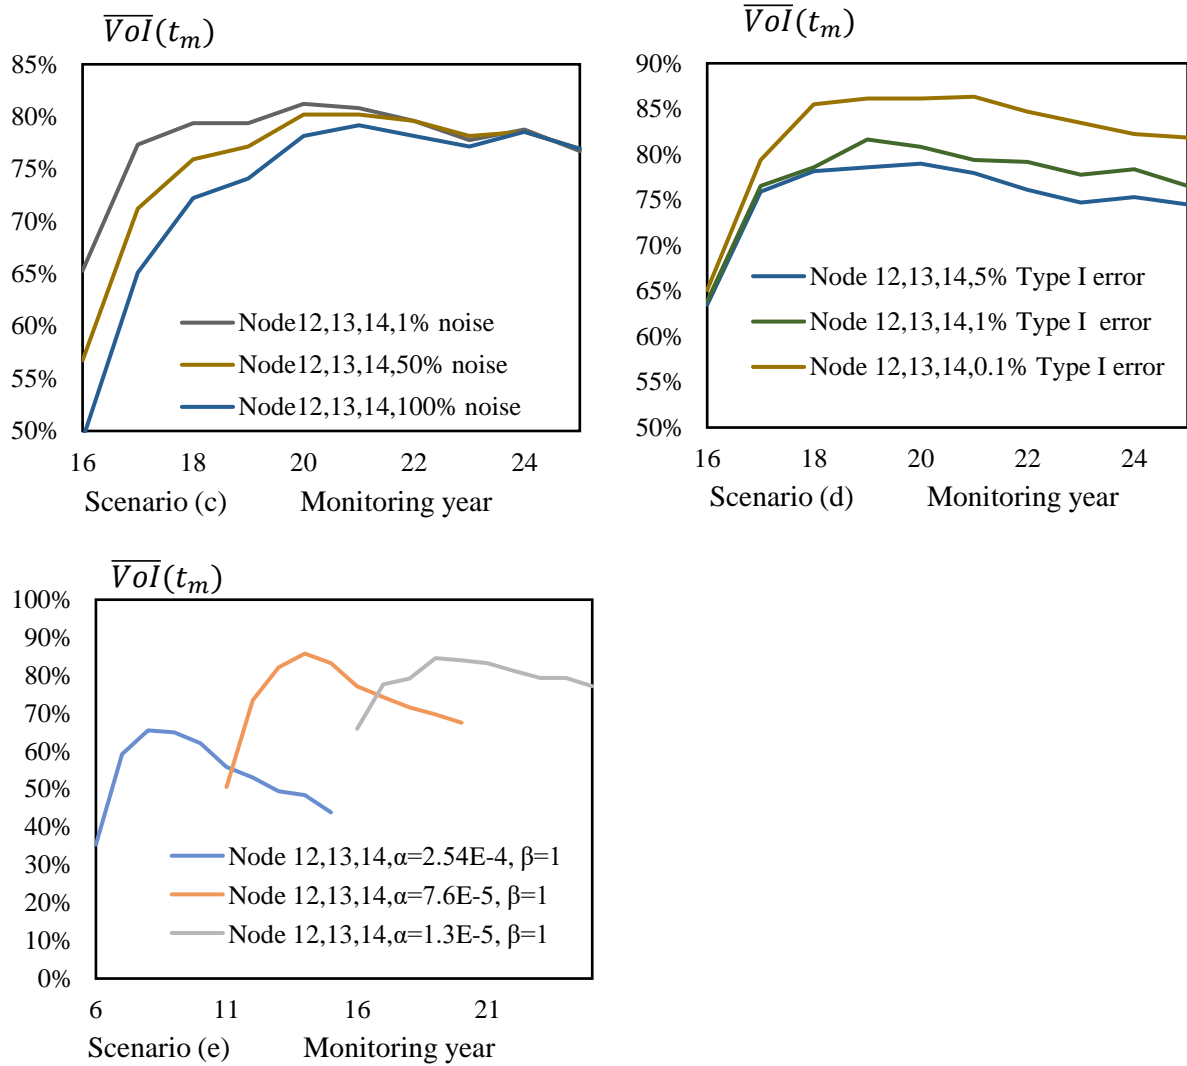 VoI(tₘ)
85%
80%
75%
70%
65%
60%
55%
50%
Node12,13,14,1% noise
Node12,13,14,50% noise
Node12,13,14,100% noise
16 18 20 22 24
Scenario (c) Monitoring year
VoI(tₘ)
90%
85%
80%
75%
70%
65%
60%
55%
50%
Node 12,13,14,5% Type I error
Node 12,13,14,1% Type I error
Node 12,13,14,0.1% Type I error
16 18 20 22 24
Scenario (d) Monitoring year
VoI(tₘ)
100%
90%
80%
70%
60%
50%
40%
30%
20%
10%
0%
Node 12,13,14,α=2.54E-4, β=1
Node 12,13,14,α=7.6E-5, β=1
Node 12,13,14,α=1.3E-5, β=1
6 11 16 21
Scenario (e) Monitoring year